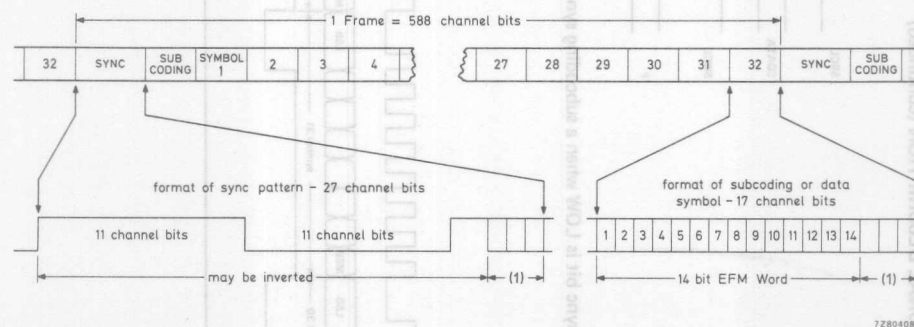 1 Frame = 588 channel bits
32 SYNC SUB CODING SYMBOL 1 2 3 4 27 28 29 30 31 32 SYNC SUB CODING
format of sync pattern – 27 channel bits
format of subcoding or data
symbol – 17 channel bits
11 channel bits 11 channel bits
1 2 3 4 5 6 7 8 9 10 11 12 13 14
may be inverted (1) 14 bit EFM Word (1)
7Z80408